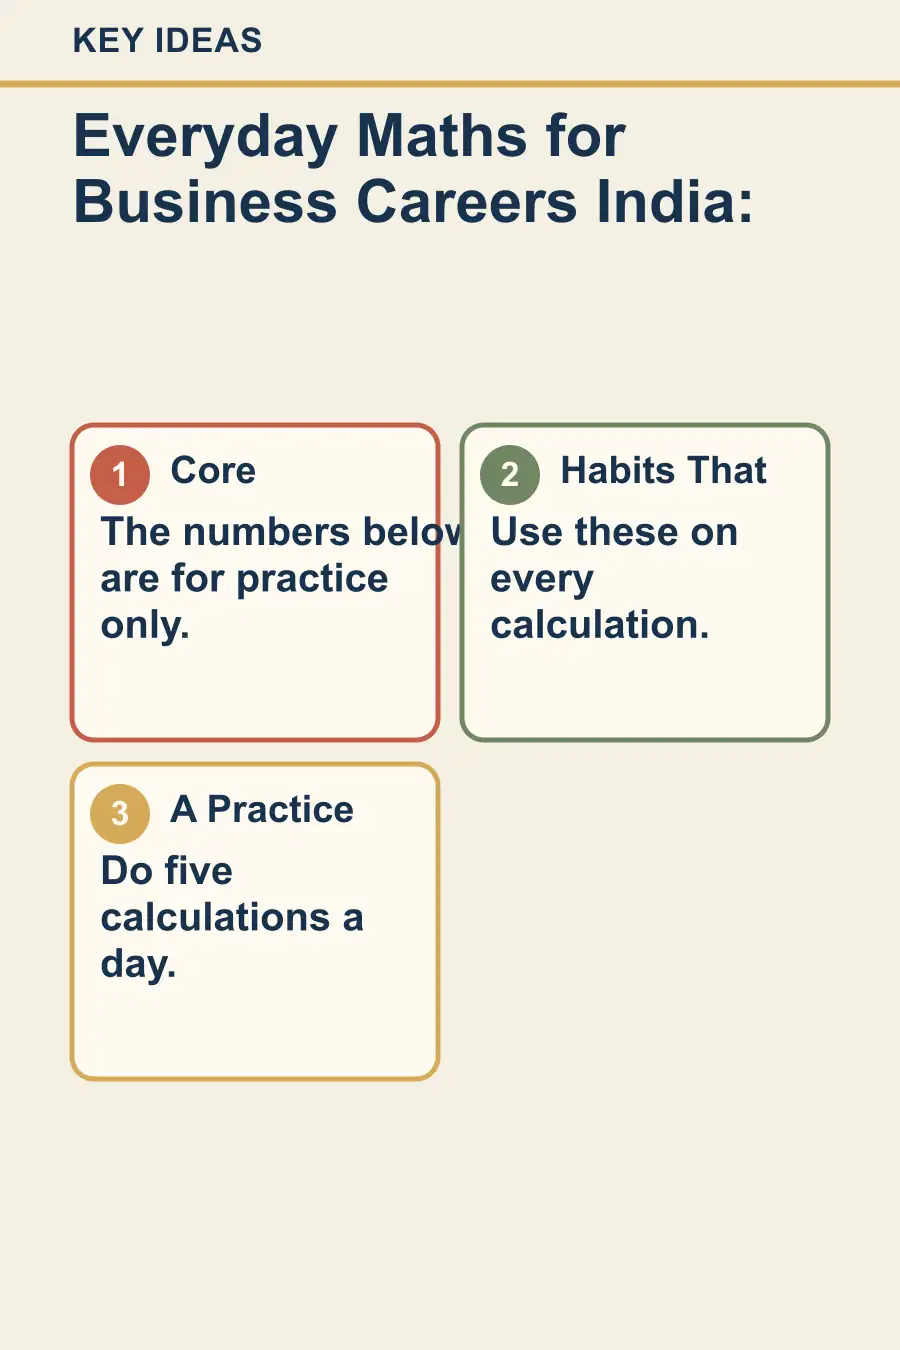 KEY IDEAS
Everyday Maths for
Business Careers India:
1 Core
The numbers below
are for practice
only.
2 Habits That
Use these on
every
calculation.
3 A Practice
Do five
calculations a
day.